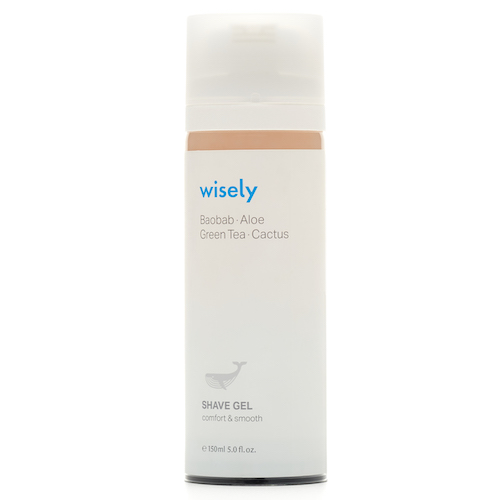 wisely
Baobab · Aloe
Green Tea · Cactus
SHAVE GEL
comfort & smooth
℮ 150ml 5.0 fl. oz.